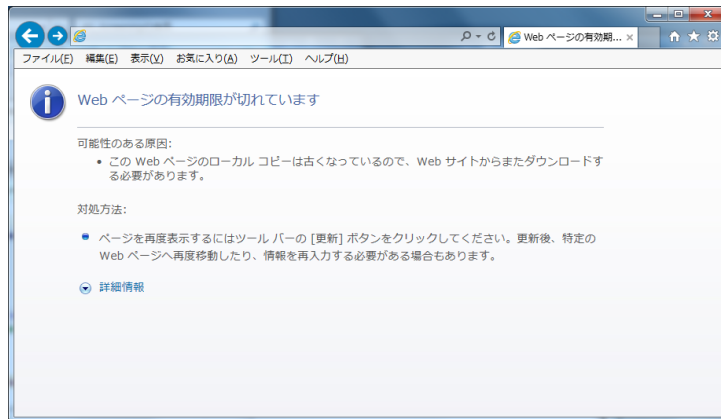 Web ページの有効期... ×
ファイル(F) 編集(E) 表示(V) お気に入り(A) ツール(T) ヘルプ(H)
Web ページの有効期限が切れています
可能性のある原因:
• この Web ページのローカル コピーは古くなっているので、Web サイトからまたダウンロードす
る必要があります。
対処方法:
ページを再度表示するにはツール バーの [更新] ボタンをクリックしてください。更新後、特定の
Web ページへ再度移動したり、情報を再入力する必要がある場合もあります。
詳細情報